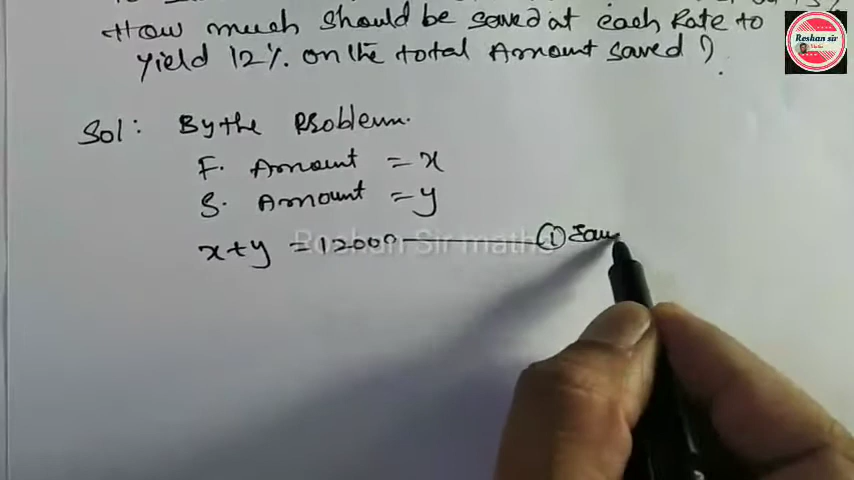 How much should be saved at each Rate to
yield 12%. on the total Amount saved ?
Sol: By the Problem.
F. Amount = x
S. Amount = y
x+y = 12000 ——— ①
Reshan sir
Reshan Sir maths